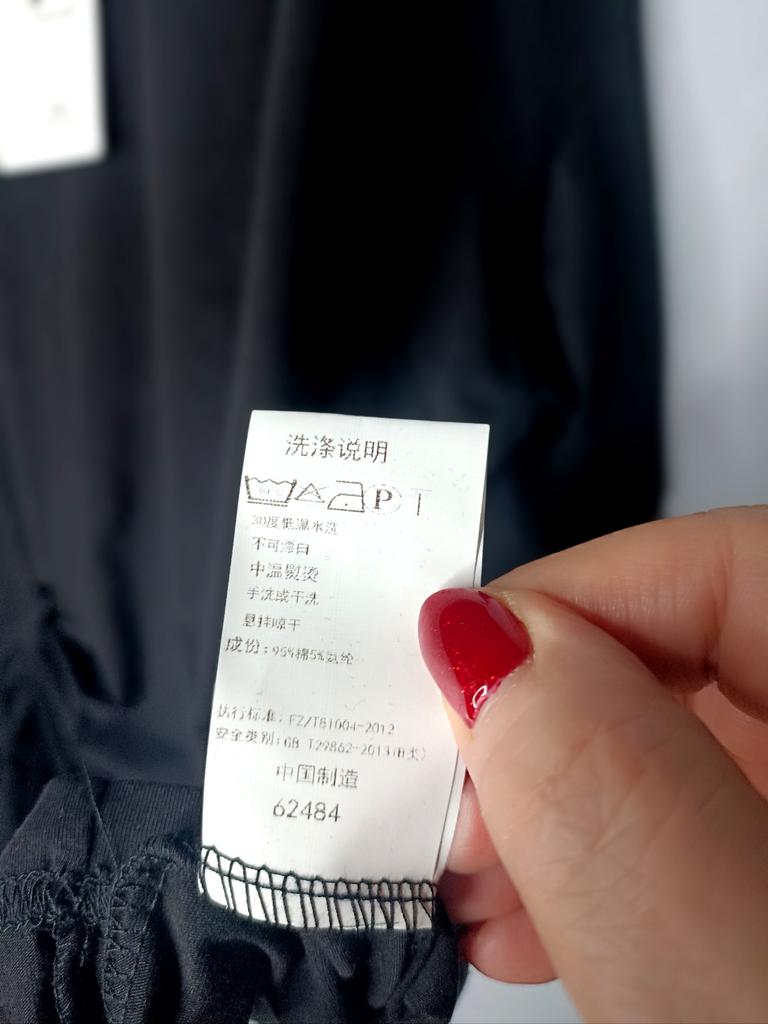 洗涤说明
P
30度低温水洗
不可漂白
中温熨烫
手洗或干洗
悬挂晾干
成份：95%棉5%氨纶
执行标准：FZ/T81004-2012
安全类别：GB T29862-2013(B类)
中国制造
62484